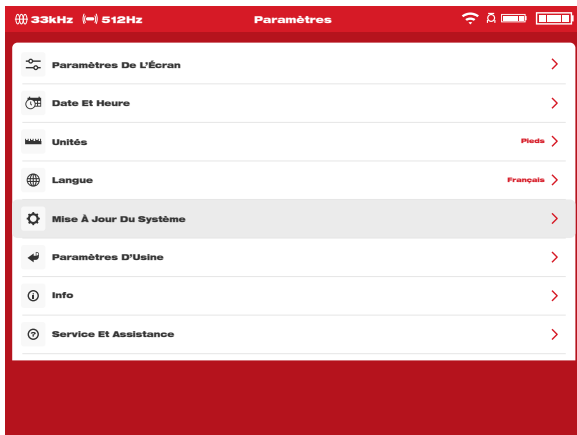 33kHz 512Hz Paramètres
Paramètres De L'Écran
Date Et Heure
Unités Pieds
Langue Français
Mise À Jour Du Système
Paramètres D'Usine
Info
Service Et Assistance